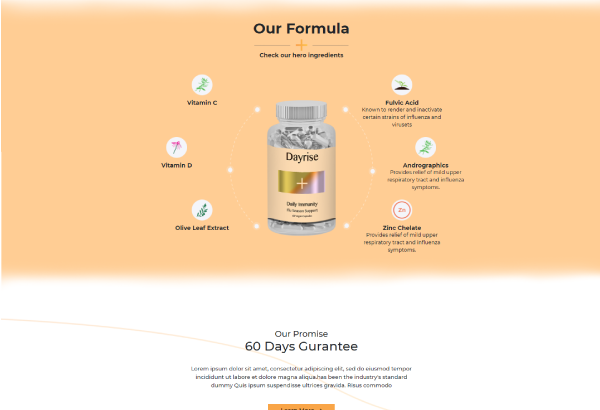 Our Formula
Check our hero ingredients
Vitamin C
Vitamin D
Olive Leaf Extract
Dayrise
Daily Immunity
Fulvic Acid
Known to render and inactivate
certain strains of influenza and
virusets
Andrographics
Provides relief of mild upper
respiratory tract and influenza
symptoms.
Zn
Zinc Chelate
Provides relief of mild upper
respiratory tract and influenza
symptoms.
Our Promise
60 Days Gurantee
Lorem ipsum dolor sit amet, consectetur adipiscing elit, sed do eiusmod tempor
incididunt ut labore et dolore magna aliqua.has been the industry's standard
dummy Quis ipsum suspendisse ultrices gravida. Risus commodo